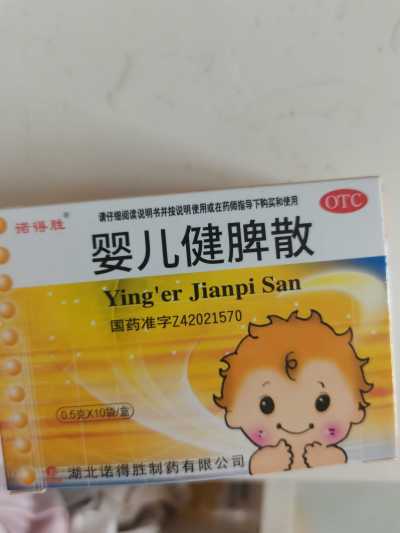 OTC
诺得胜®
请仔细阅读说明书并按说明使用或在药师指导下购买和使用
婴儿健脾散
Ying'er Jianpi San
国药准字Z42021570
0.5克X10袋/盒
湖北诺得胜制药有限公司